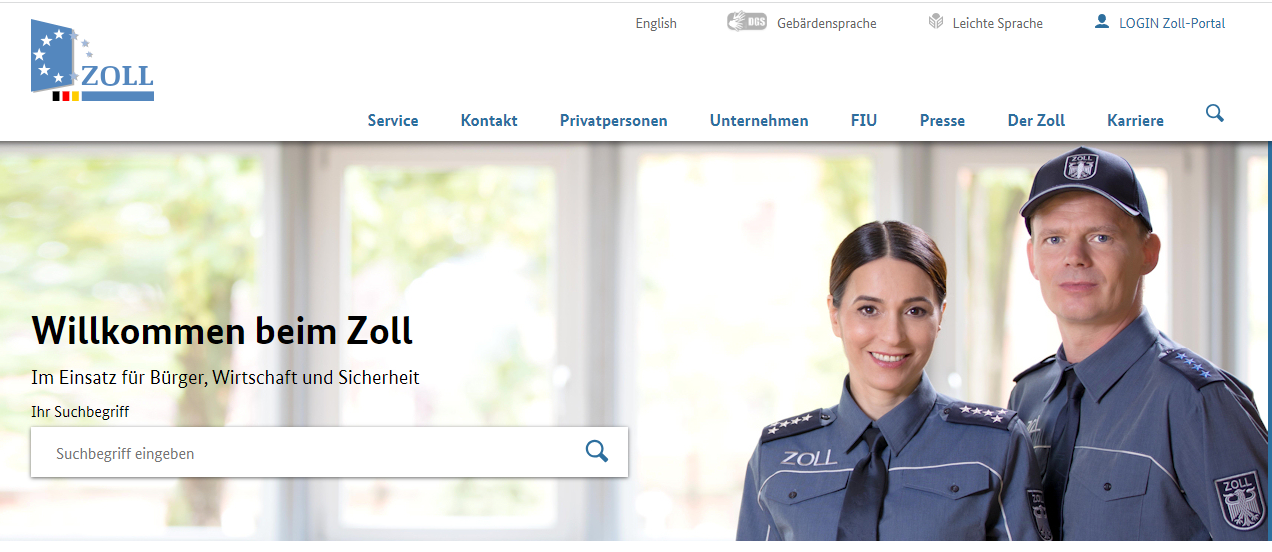 English
DGS Gebärdensprache
Leichte Sprache
LOGIN Zoll-Portal
ZOLL
Service
Kontakt
Privatpersonen
Unternehmen
FIU
Presse
Der Zoll
Karriere
ZOLL
Willkommen beim Zoll
Im Einsatz für Bürger, Wirtschaft und Sicherheit
Ihr Suchbegriff
Suchbegriff eingeben
ZOLL
ZOLL
ZOLL